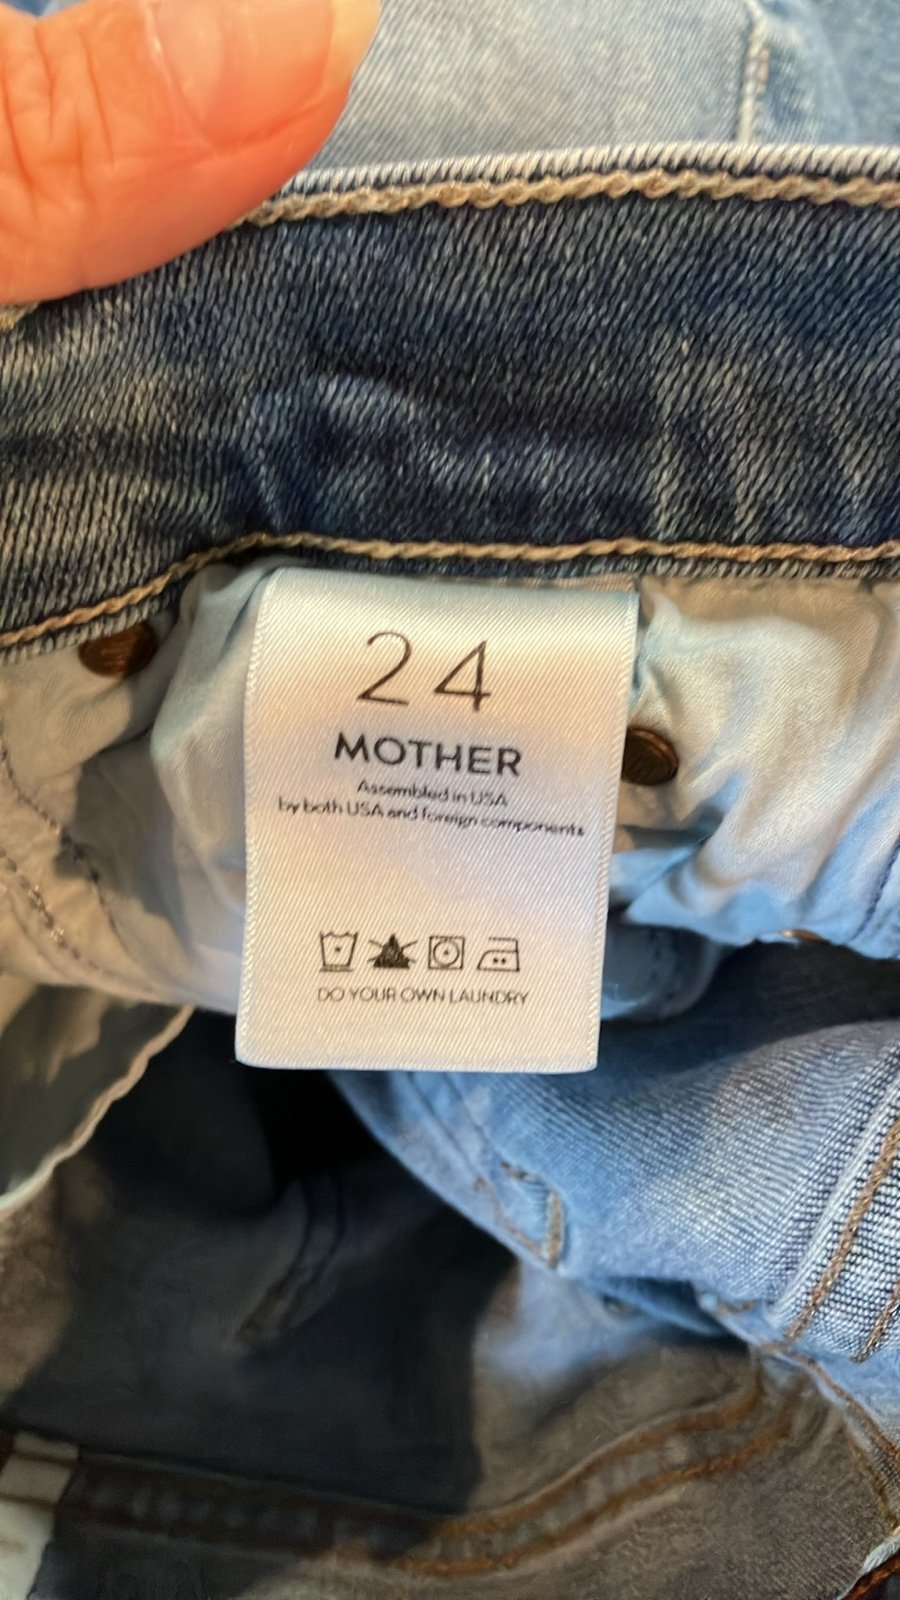 24
MOTHER
Assembled in USA
by both USA and foreign components
DO YOUR OWN LAUNDRY